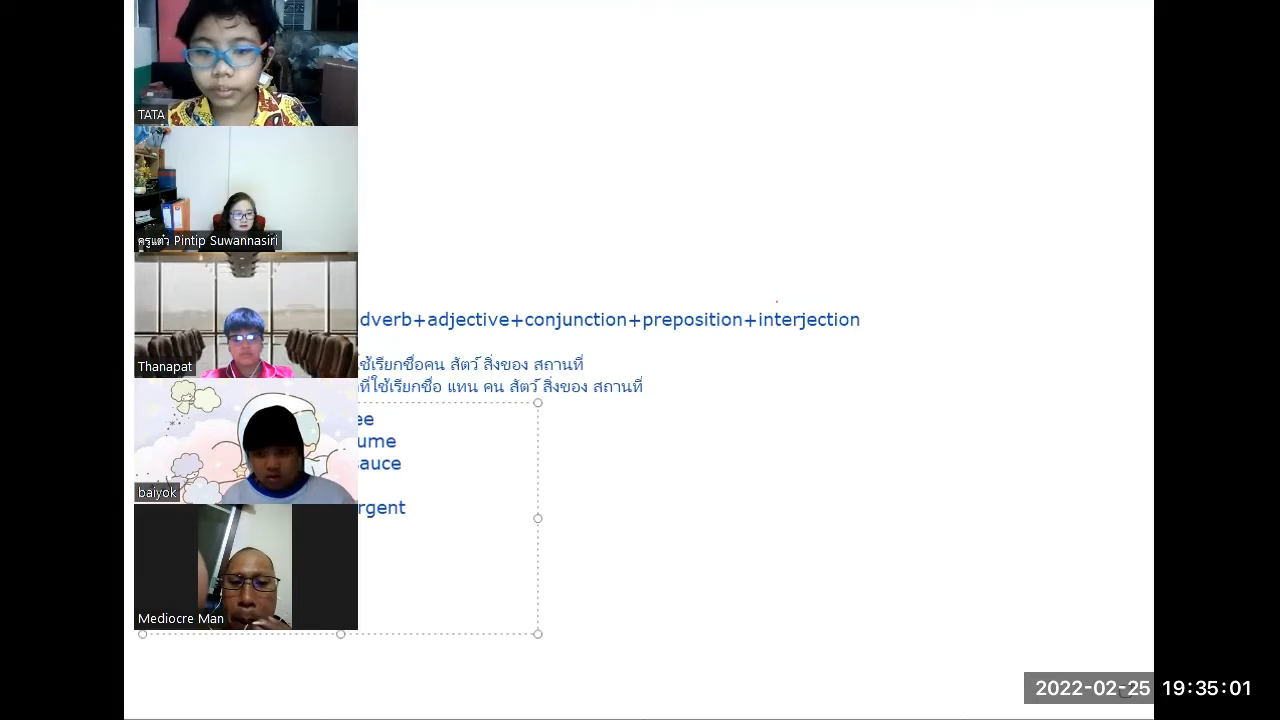 TATA
ครูแต๋ว Pintip Suwannasiri
Thanapat
baiyok
Mediocre Man
dverb+adjective+conjunction+preposition+interjection
ใช้เรียกชื่อคน สัตว์ สิ่งของ สถานที่
ที่ใช้เรียกชื่อ แทน คน สัตว์ สิ่งของ สถานที่
ee
ume
sauce
rgent
2022-02-25 19:35:01